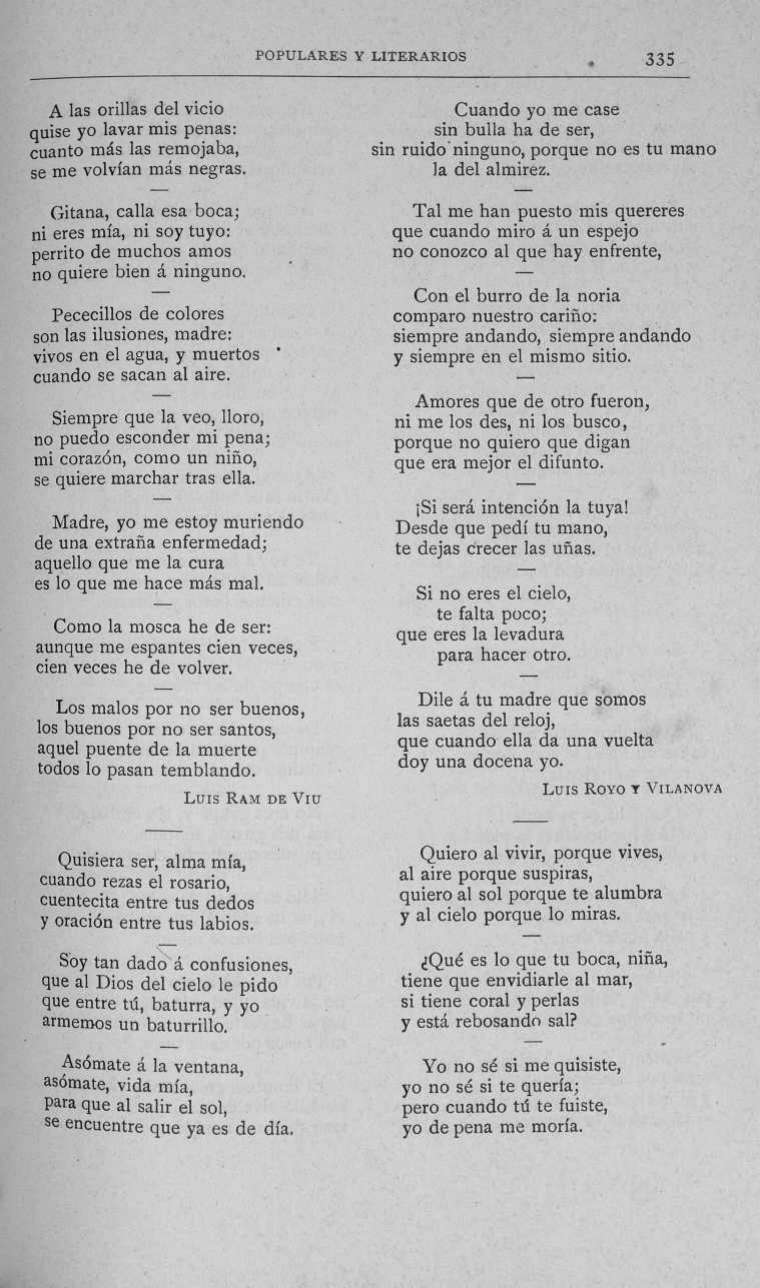 POPULARES Y LITERARIOS 335
A las orillas del vicio
quise yo lavar mis penas:
cuanto más las remojaba,
se me volvían más negras.
Gitana, calla esa boca;
ni eres mía, ni soy tuyo:
perrito de muchos amos
no quiere bien á ninguno.
Pececillos de colores
son las ilusiones, madre:
vivos en el agua, y muertos
cuando se sacan al aire.
Siempre que la veo, lloro,
no puedo esconder mi pena;
mi corazón, como un niño,
se quiere marchar tras ella.
Madre, yo me estoy muriendo
de una extraña enfermedad;
aquello que me la cura
es lo que me hace más mal.
Como la mosca he de ser:
aunque me espantes cien veces,
cien veces he de volver.
Los malos por no ser buenos,
los buenos por no ser santos,
aquel puente de la muerte
todos lo pasan temblando.
LUIS RAM DE VIU
Quisiera ser, alma mía,
cuando rezas el rosario,
cuentecita entre tus dedos
y oración entre tus labios.
Soy tan dado á confusiones,
que al Dios del cielo le pido
que entre tú, baturra, y yo
armemos un baturrillo.
Asómate á la ventana,
asómate, vida mía,
para que al salir el sol,
se encuentre que ya es de día.
Cuando yo me case
sin bulla ha de ser,
sin ruido ninguno, porque no es tu mano
la del almirez.
Tal me han puesto mis quereres
que cuando miro á un espejo
no conozco al que hay enfrente,
Con el burro de la noria
comparo nuestro cariño:
siempre andando, siempre andando
y siempre en el mismo sitio.
Amores que de otro fueron,
ni me los des, ni los busco,
porque no quiero que digan
que era mejor el difunto.
¡Si será intención la tuya!
Desde que pedí tu mano,
te dejas crecer las uñas.
Si no eres el cielo,
te falta poco;
que eres la levadura
para hacer otro.
Dile á tu madre que somos
las saetas del reloj,
que cuando ella da una vuelta
doy una docena yo.
LUIS ROYO Y VILANOVA
Quiero al vivir, porque vives,
al aire porque suspiras,
quiero al sol porque te alumbra
y al cielo porque lo miras.
¿Qué es lo que tu boca, niña,
tiene que envidiarle al mar,
si tiene coral y perlas
y está rebosando sal?
Yo no sé si me quisiste,
yo no sé si te quería;
pero cuando tú te fuiste,
yo de pena me moría.